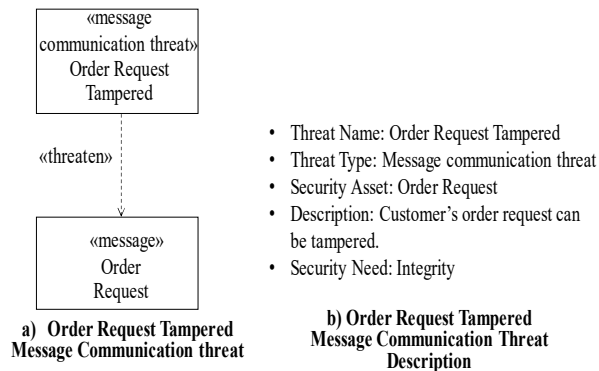 «message
communication threat»
Order Request
Tampered
«threaten»
«message»
Order
Request
a) Order Request Tampered
Message Communication threat
• Threat Name: Order Request Tampered
• Threat Type: Message communication threat
• Security Asset: Order Request
• Description: Customer's order request can
be tampered.
• Security Need: Integrity
b) Order Request Tampered
Message Communication Threat
Description